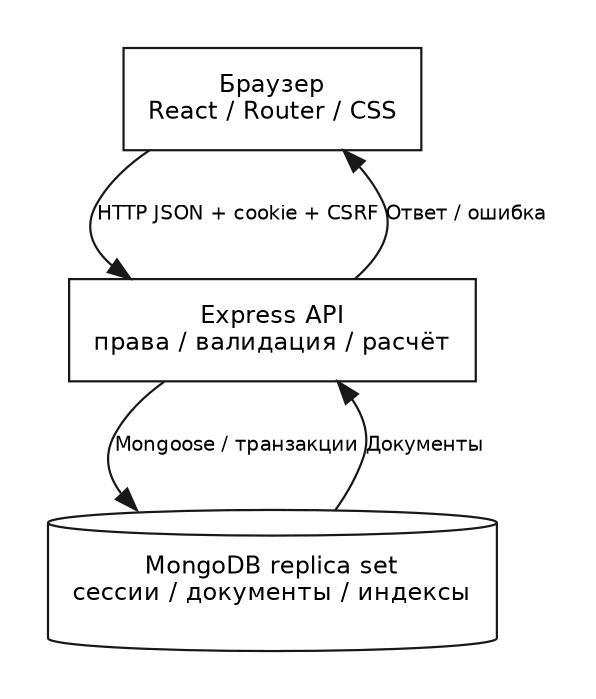 Браузер
React / Router / CSS
HTTP JSON + cookie + CSRF
Ответ / ошибка
Express API
права / валидация / расчёт
Mongoose / транзакции
Документы
MongoDB replica set
сессии / документы / индексы